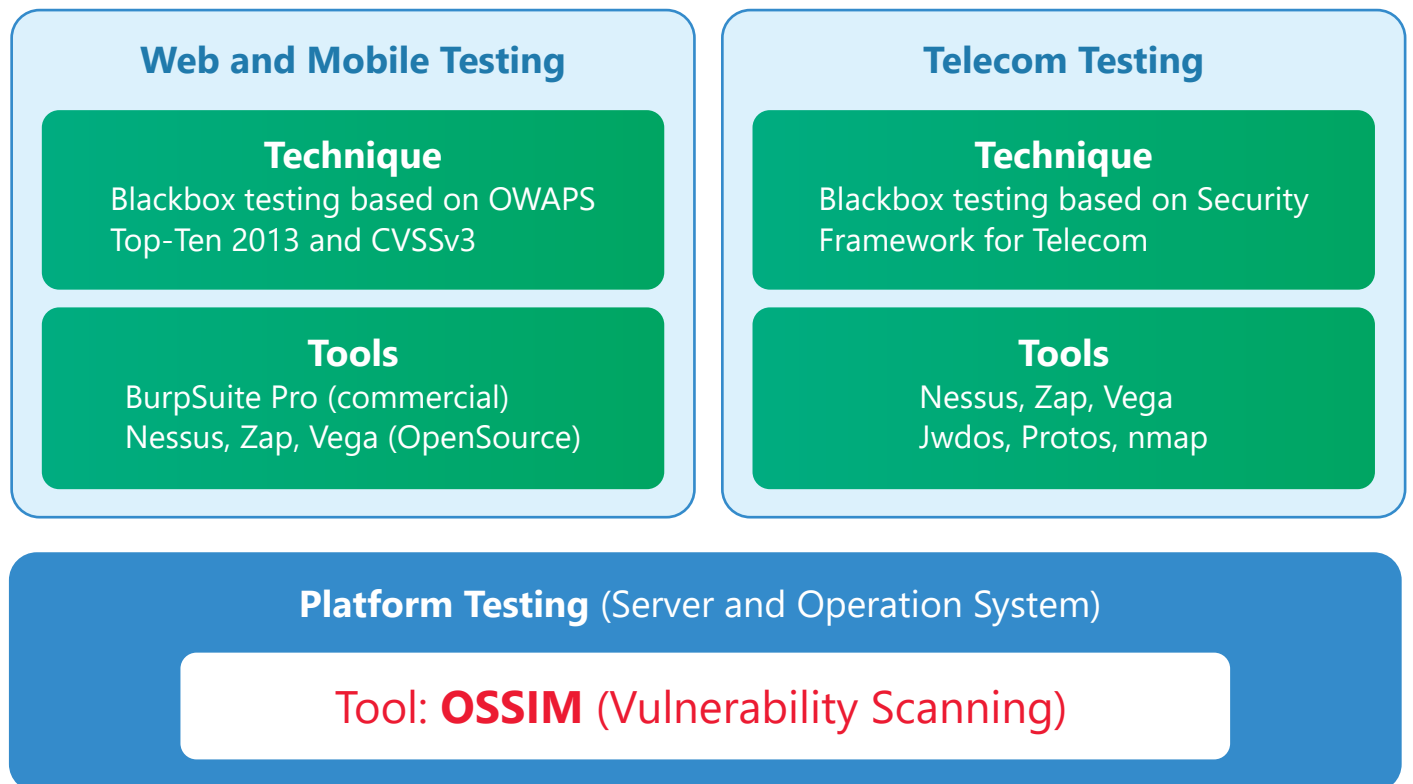 Web and Mobile Testing
Technique
Blackbox testing based on OWAPS
Top-Ten 2013 and CVSSv3
Tools
BurpSuite Pro (commercial)
Nessus, Zap, Vega (OpenSource)
Telecom Testing
Technique
Blackbox testing based on Security
Framework for Telecom
Tools
Nessus, Zap, Vega
Jwdos, Protos, nmap
Platform Testing (Server and Operation System)
Tool: OSSIM (Vulnerability Scanning)